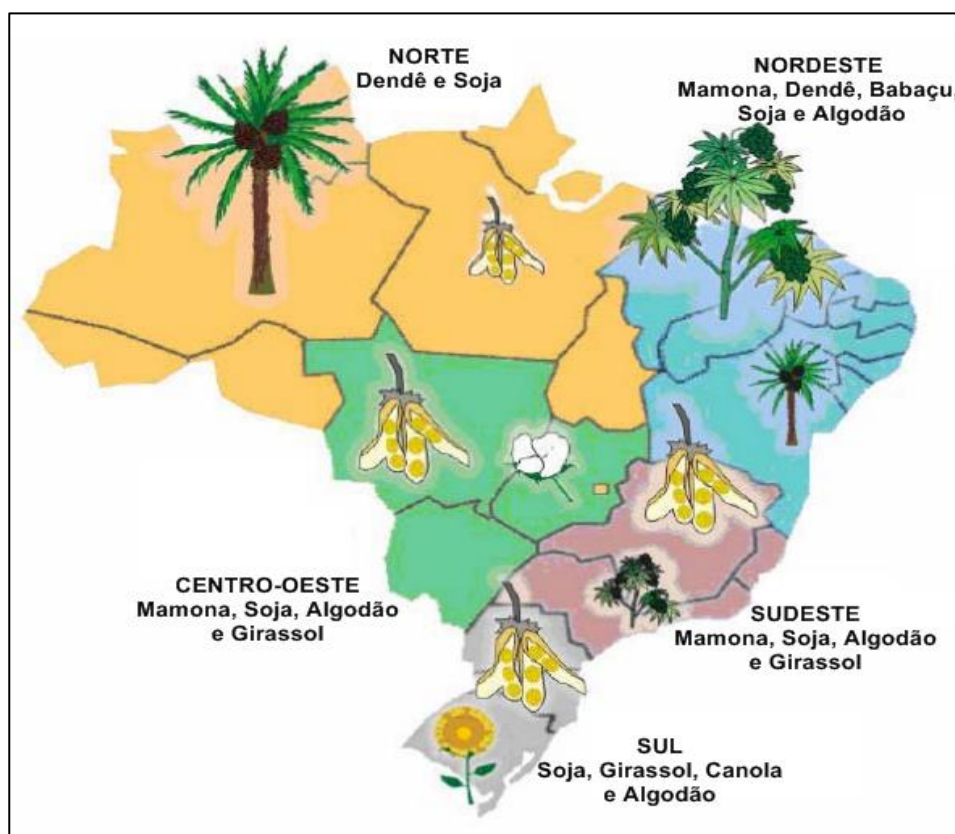 NORTE
Dendê e Soja
NORDESTE
Mamona, Dendê, Babaçu,
Soja e Algodão
CENTRO-OESTE
Mamona, Soja, Algodão
e Girassol
SUDESTE
Mamona, Soja, Algodão
e Girassol
SUL
Soja, Girassol, Canola
e Algodão